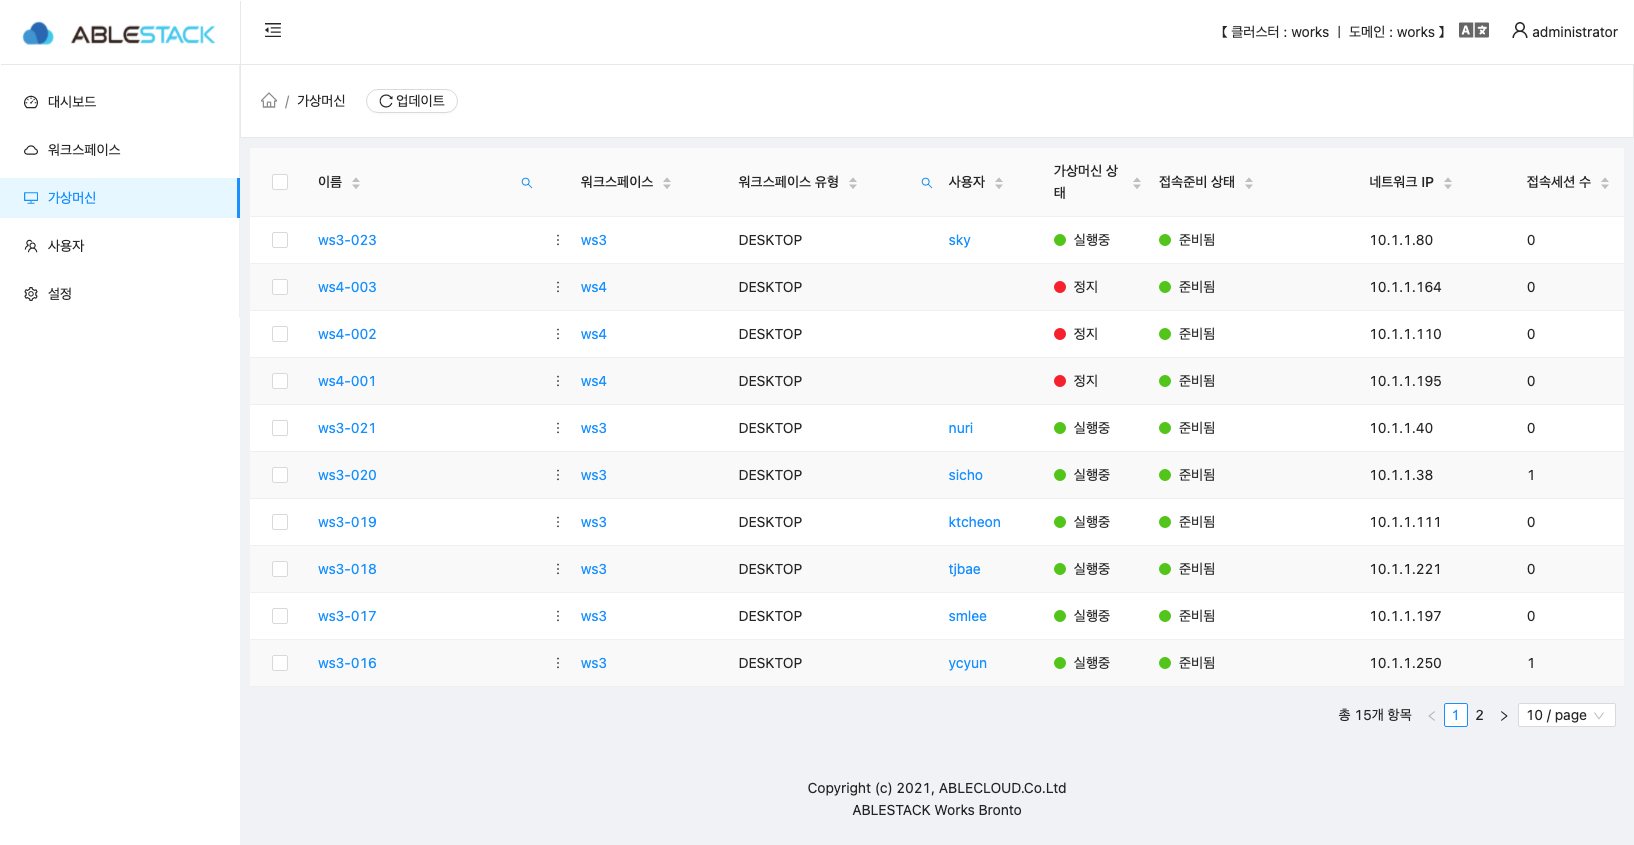 ABLESTACK
【 클러스터 : works ㅣ 도메인 : works 】 administrator
대시보드
워크스페이스
가상머신
사용자
설정
/ 가상머신 업데이트
이름 워크스페이스 워크스페이스 유형 사용자 가상머신 상태 접속준비 상태 네트워크 IP 접속세션 수
ws3-023 ws3 DESKTOP sky 실행중 준비됨 10.1.1.80 0
ws4-003 ws4 DESKTOP 정지 준비됨 10.1.1.164 0
ws4-002 ws4 DESKTOP 정지 준비됨 10.1.1.110 0
ws4-001 ws4 DESKTOP 정지 준비됨 10.1.1.195 0
ws3-021 ws3 DESKTOP nuri 실행중 준비됨 10.1.1.40 0
ws3-020 ws3 DESKTOP sicho 실행중 준비됨 10.1.1.38 1
ws3-019 ws3 DESKTOP ktcheon 실행중 준비됨 10.1.1.111 0
ws3-018 ws3 DESKTOP tjbae 실행중 준비됨 10.1.1.221 0
ws3-017 ws3 DESKTOP smlee 실행중 준비됨 10.1.1.197 0
ws3-016 ws3 DESKTOP ycyun 실행중 준비됨 10.1.1.250 1
총 15개 항목 < 1 2 > 10 / page
Copyright (c) 2021, ABLECLOUD.Co.Ltd
ABLESTACK Works Bronto